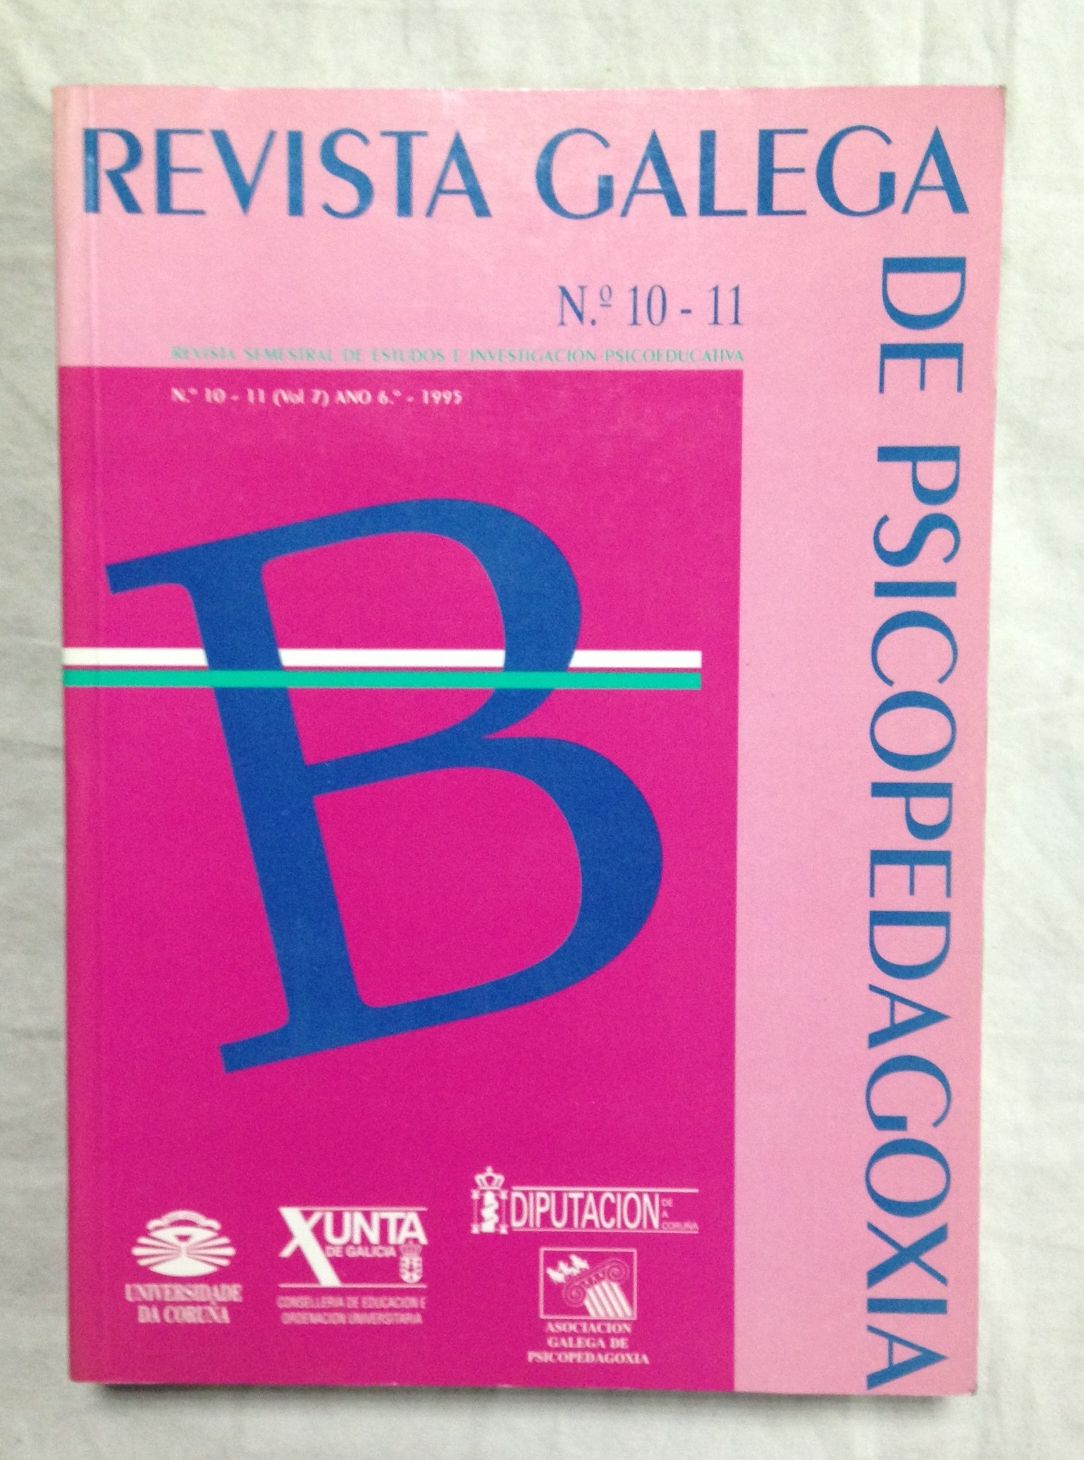 REVISTA GALEGA
DE PSICOPEDAGOXIA
N.º 10 - 11
REVISTA SEMESTRAL DE ESTUDOS E INVESTIGACIÓN PSICOEDUCATIVA
N.º 10 - 11 (Vol 7) ANO 6.º - 1995
B
UNIVERSIDADE
DA CORUÑA
XUNTA
DE GALICIA
CONSELLERIA DE EDUCACION E
ORDENACION UNIVERSITARIA
DIPUTACION
DE
A
CORUÑA
ASOCIACION
GALEGA DE
PSICOPEDAGOXIA